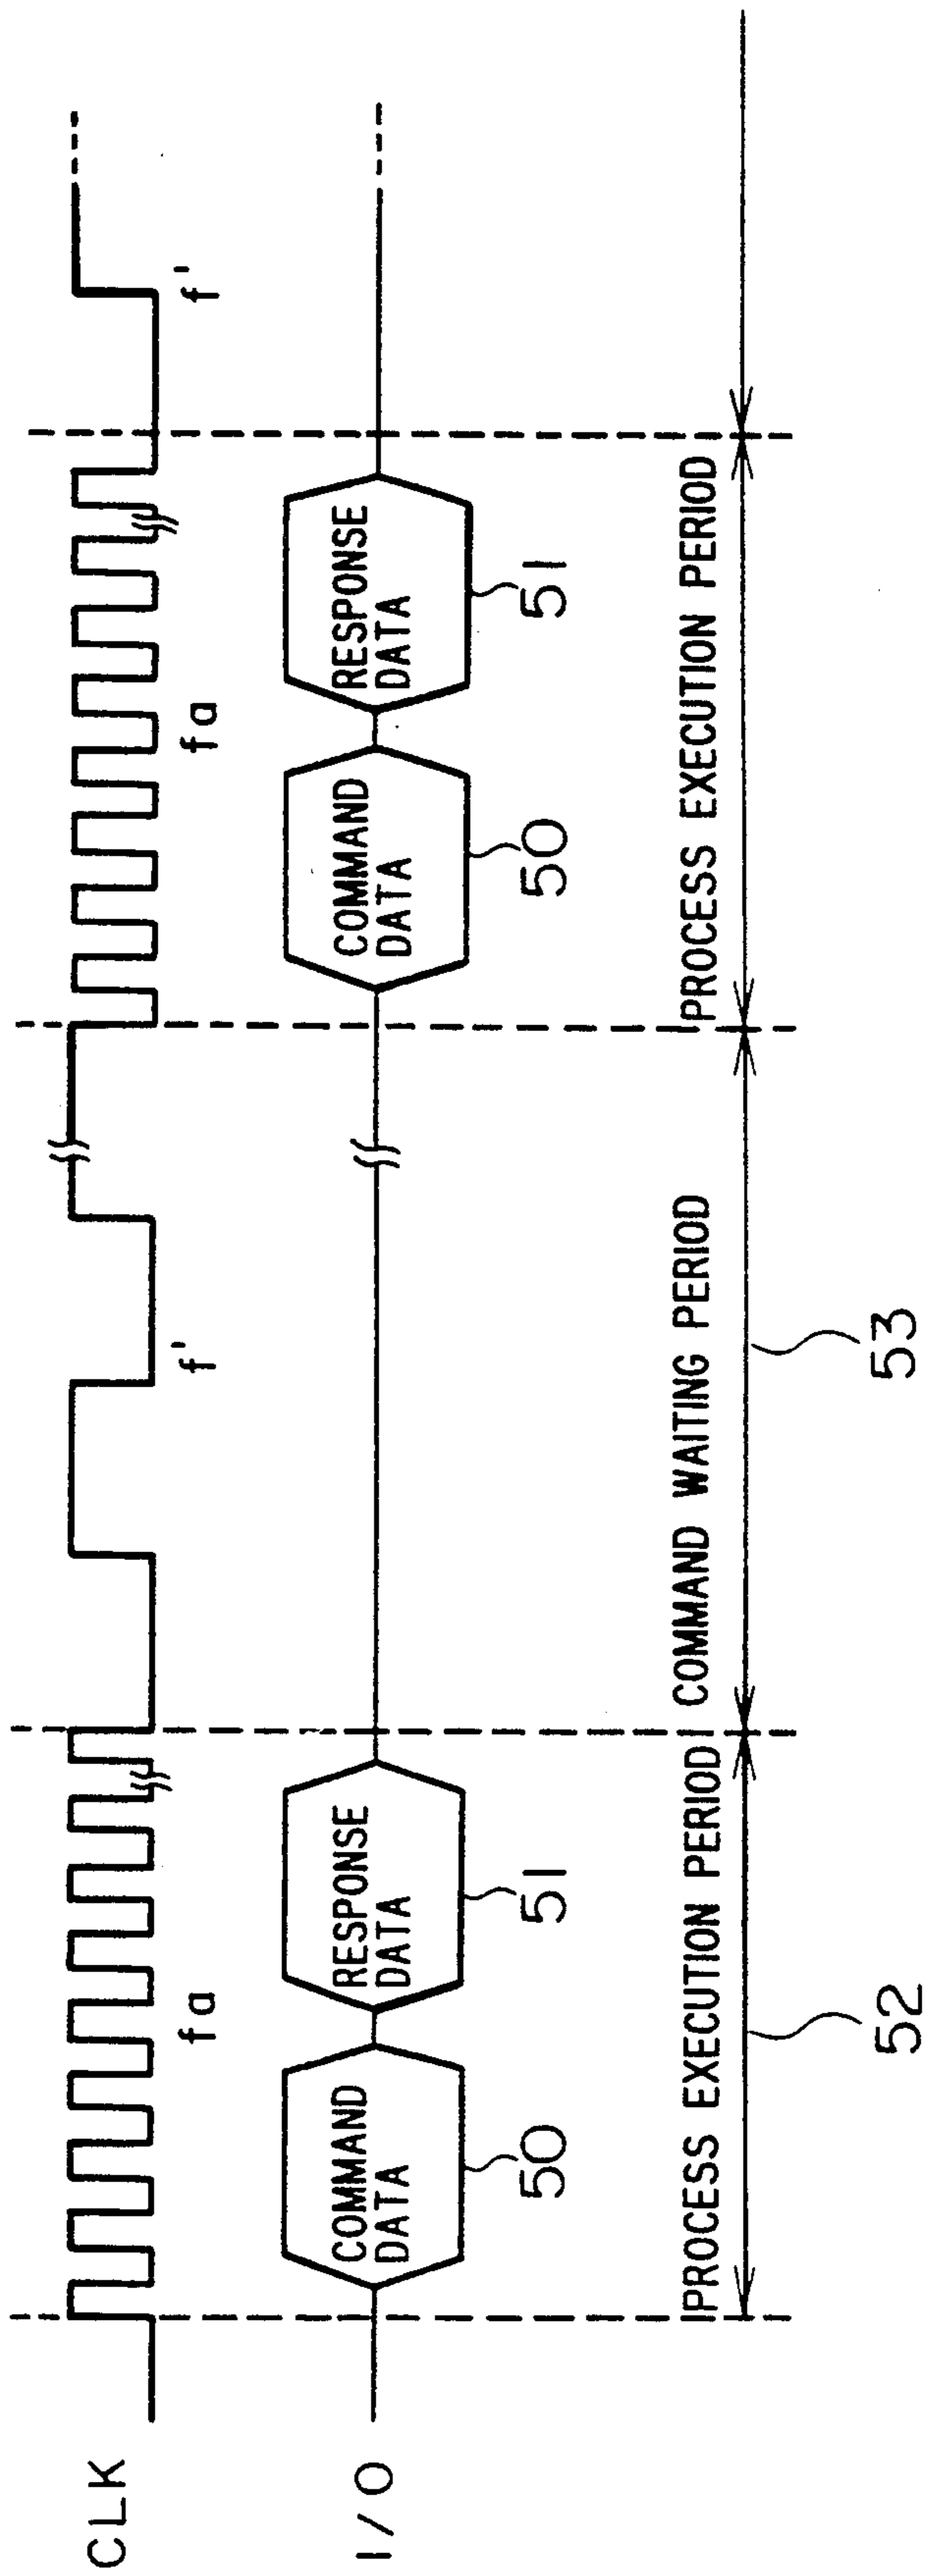 CLK
fa
f'
fa
f'
I/O
COMMAND
DATA
RESPONSE
DATA
COMMAND
DATA
RESPONSE
DATA
50
51
50
51
PROCESS EXECUTION PERIOD
COMMAND WAITING PERIOD
PROCESS EXECUTION PERIOD
52
53